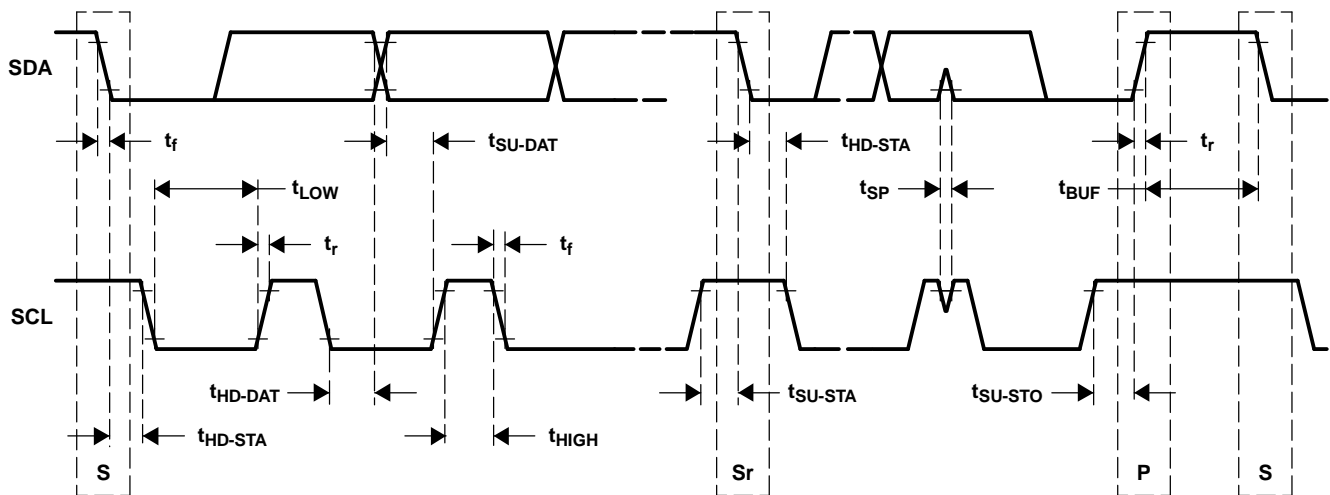 SDA
t_f
t_SU-DAT
t_HD-STA
t_r
t_LOW
t_SP
t_BUF
t_r
t_f
SCL
t_HD-DAT
t_SU-STA
t_SU-STO
t_HD-STA
t_HIGH
S
Sr
P
S